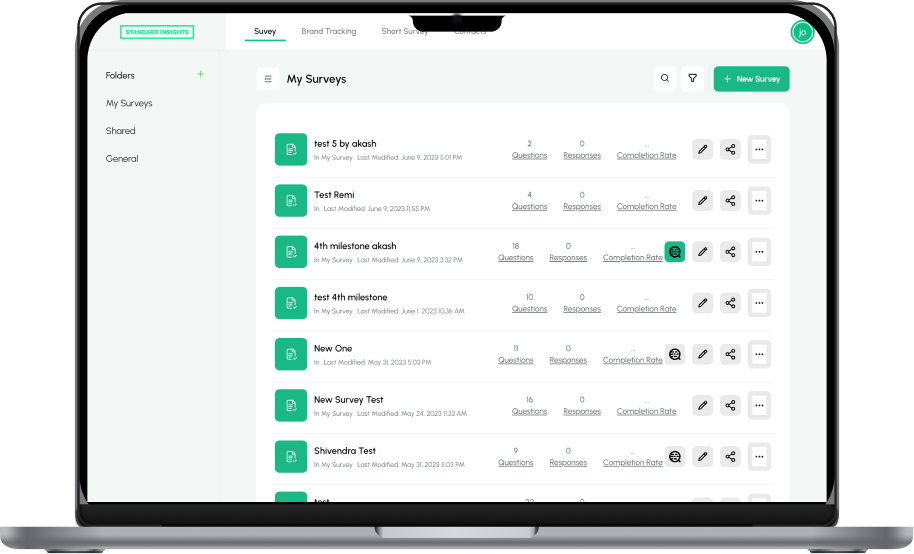 STANDARD INSIGHTS
Suvey
Brand Tracking
Short Survey
Contacts
jo
Folders
+
My Surveys
Shared
General
My Surveys
+ New Survey
test 5 by akash
In My Survey . Last Modified: June 9, 2023 5:01 PM
2
Questions
0
Responses
...
Completion Rate
Test Remi
In . Last Modified: June 9, 2023 11:55 PM
4
Questions
0
Responses
...
Completion Rate
4th milestone akash
In My Survey . Last Modified: June 9, 2023 3:32 PM
18
Questions
0
Responses
...
Completion Rate
test 4th milestone
In My Survey . Last Modified: June 1, 2023 10:36 AM
10
Questions
0
Responses
...
Completion Rate
New One
In . Last Modified: May 31, 2023 5:03 PM
11
Questions
0
Responses
...
Completion Rate
New Survey Test
In My Survey . Last Modified: May 24, 2023 11:33 AM
16
Questions
0
Responses
...
Completion Rate
Shivendra Test
In My Survey . Last Modified: May 31, 2023 5:03 PM
9
Questions
0
Responses
...
Completion Rate
test